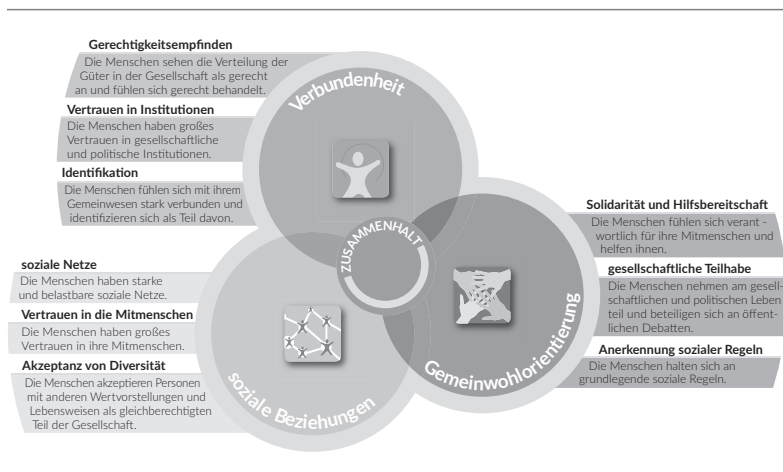 Gerechtigkeitsempfinden
Die Menschen sehen die Verteilung der
Güter in der Gesellschaft als gerecht
an und fühlen sich gerecht behandelt.
Vertrauen in Institutionen
Die Menschen haben großes
Vertrauen in gesellschaftliche
und politische Institutionen.
Identifikation
Die Menschen fühlen sich mit ihrem
Gemeinwesen stark verbunden und
identifizieren sich als Teil davon.
soziale Netze
Die Menschen haben starke
und belastbare soziale Netze.
Vertrauen in die Mitmenschen
Die Menschen haben großes
Vertrauen in ihre Mitmenschen.
Akzeptanz von Diversität
Die Menschen akzeptieren Personen
mit anderen Wertvorstellungen und
Lebensweisen als gleichberechtigten
Teil der Gesellschaft.
Verbundenheit
ZUSAMMENHALT
soziale Beziehungen
Gemeinwohlorientierung
Solidarität und Hilfsbereitschaft
Die Menschen fühlen sich verant -
wortlich für ihre Mitmenschen und
helfen ihnen.
gesellschaftliche Teilhabe
Die Menschen nehmen am gesell-
schaftlichen und politischen Leben
teil und beteiligen sich an öffent-
lichen Debatten.
Anerkennung sozialer Regeln
Die Menschen halten sich an
grundlegende soziale Regeln.